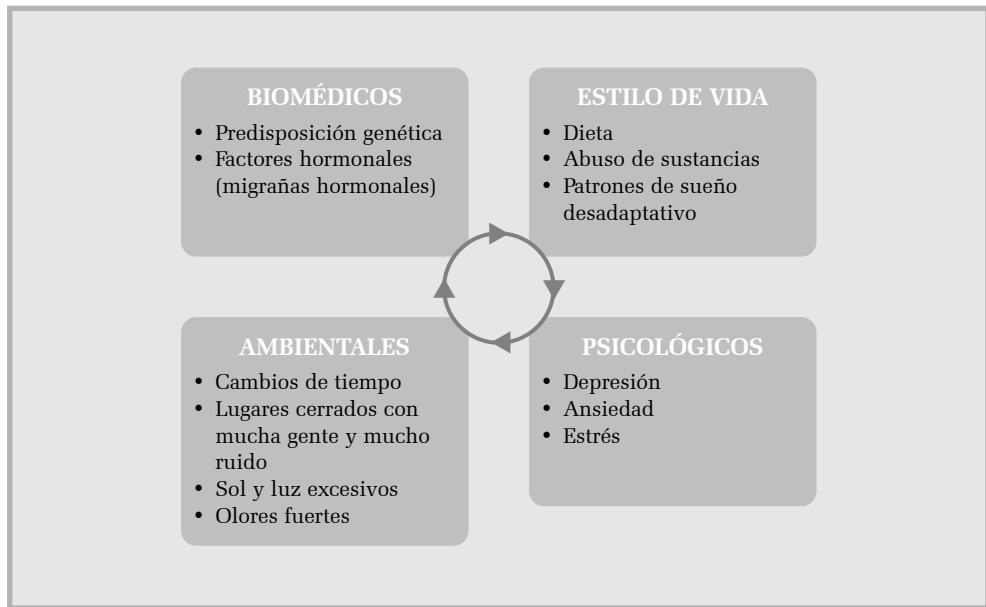 BIOMÉDICOS
• Predisposición genética
• Factores hormonales
(migrañas hormonales)
ESTILO DE VIDA
• Dieta
• Abuso de sustancias
• Patrones de sueño
desadaptativo
AMBIENTALES
• Cambios de tiempo
• Lugares cerrados con
mucha gente y mucho
ruido
• Sol y luz excesivos
• Olores fuertes
PSICOLÓGICOS
• Depresión
• Ansiedad
• Estrés